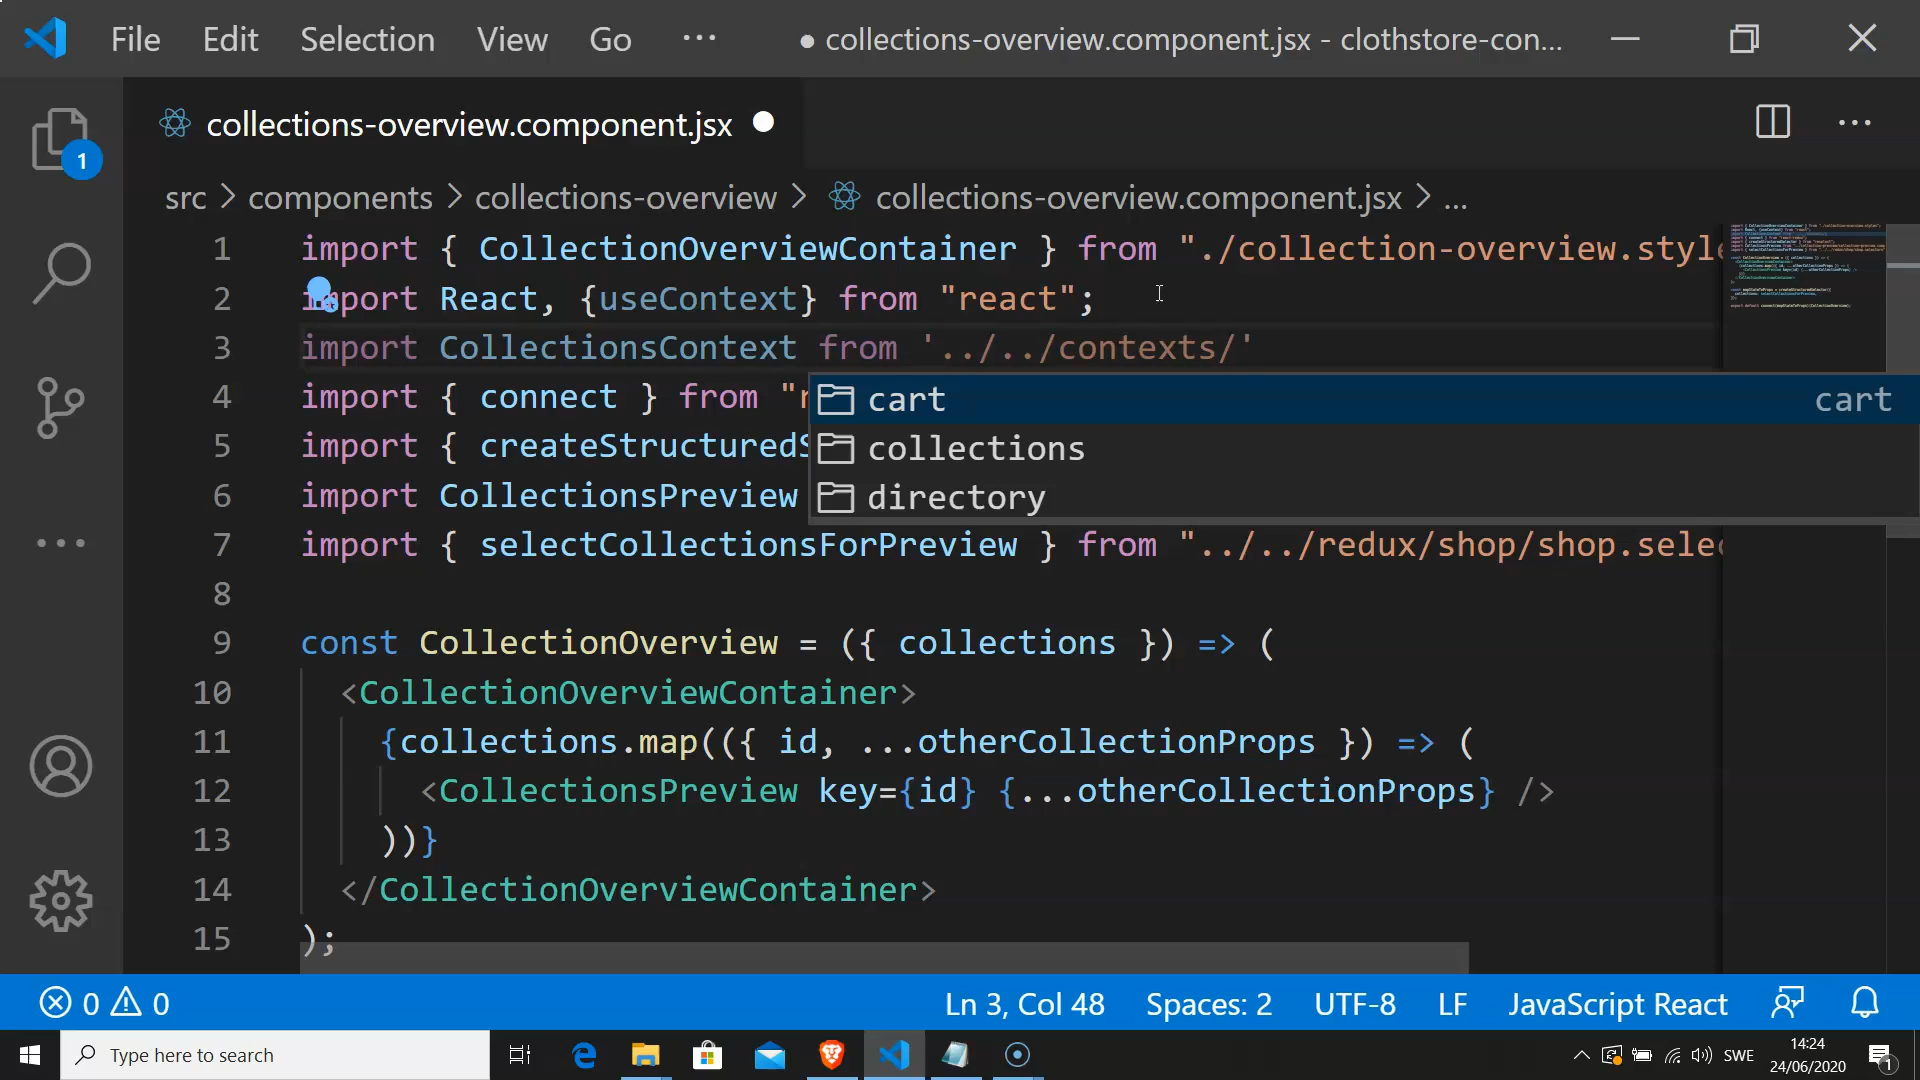 File Edit Selection View Go ··· ● collections-overview.component.jsx - clothstore-con...
collections-overview.component.jsx ●
src > components > collections-overview > collections-overview.component.jsx > ...
1
1 import { CollectionOverviewContainer } from "./collection-overview.style
2 import React, {useContext} from "react";
3 import CollectionsContext from '../../contexts/'
4 import { connect } from "r
cart cart
5 import { createStructuredS
collections
6 import CollectionsPreview
directory
7 import { selectCollectionsForPreview } from "../../redux/shop/shop.selec
8
9 const CollectionOverview = ({ collections }) => (
10 <CollectionOverviewContainer>
11 {collections.map(({ id, ...otherCollectionProps }) => (
12 <CollectionsPreview key={id} {...otherCollectionProps} />
13 ))}
14 </CollectionOverviewContainer>
15 );
0 0 Ln 3, Col 48 Spaces: 2 UTF-8 LF JavaScript React
Type here to search SWE 14:24
24/06/2020 1